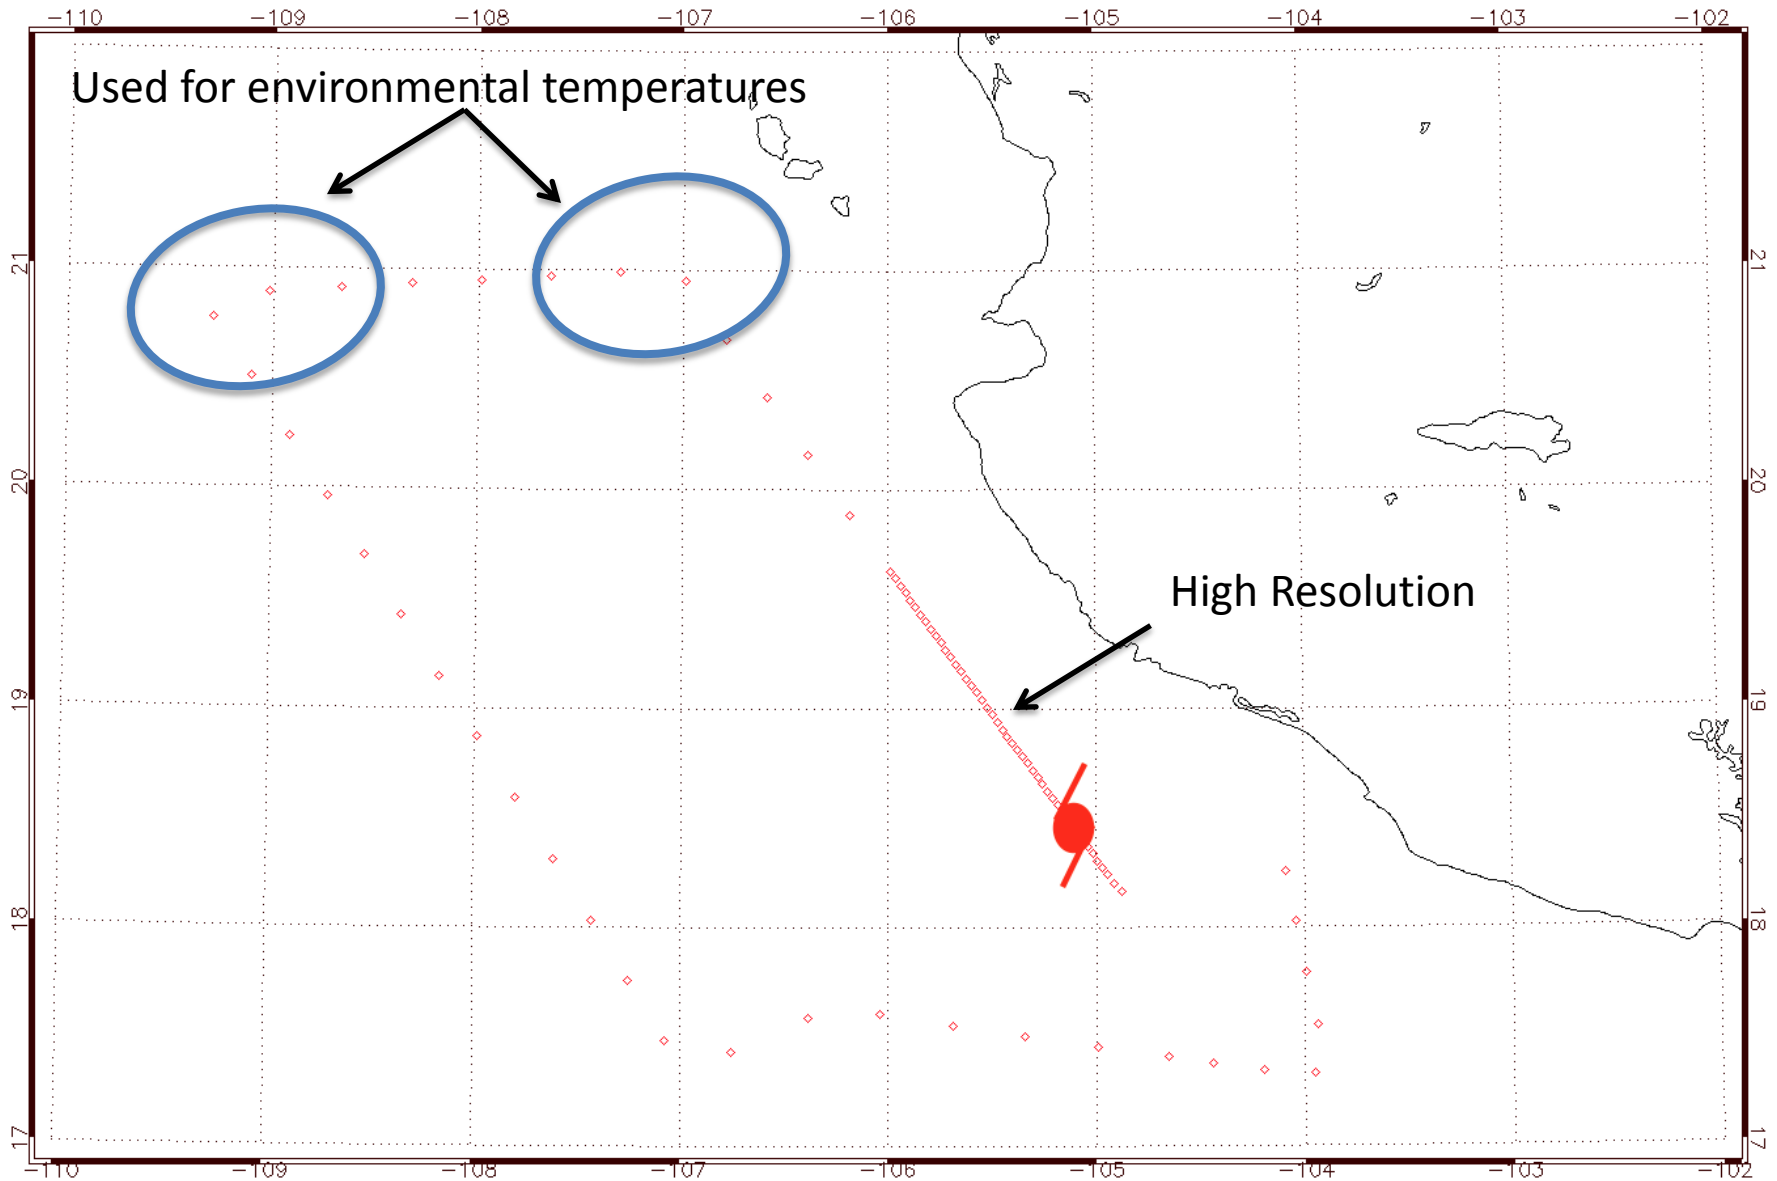 -110 -109 -108 -107 -106 -105 -104 -103 -102
Used for environmental temperatures
21 21
20 20
High Resolution
19 19
18 18
17 17
-110 -109 -108 -107 -106 -105 -104 -103 -102